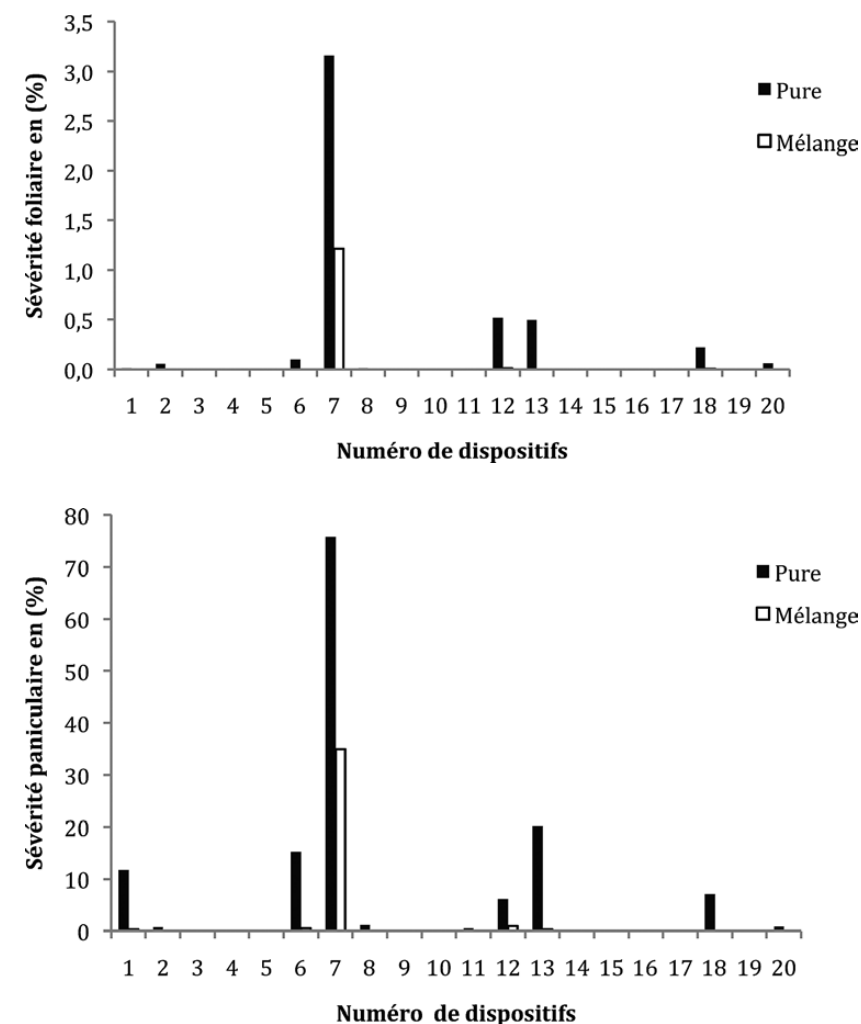 3,5
3,0
2,5
2,0
1,5
1,0
0,5
0,0
Sévérité foliaire en (%)
Pure
Mélange
1 2 3 4 5 6 7 8 9 10 11 12 13 14 15 16 17 18 19 20
Numéro de dispositifs
80
70
60
50
40
30
20
10
0
Sévérité paniculaire en (%)
Pure
Mélange
1 2 3 4 5 6 7 8 9 10 11 12 13 14 15 16 17 18 19 20
Numéro de dispositifs